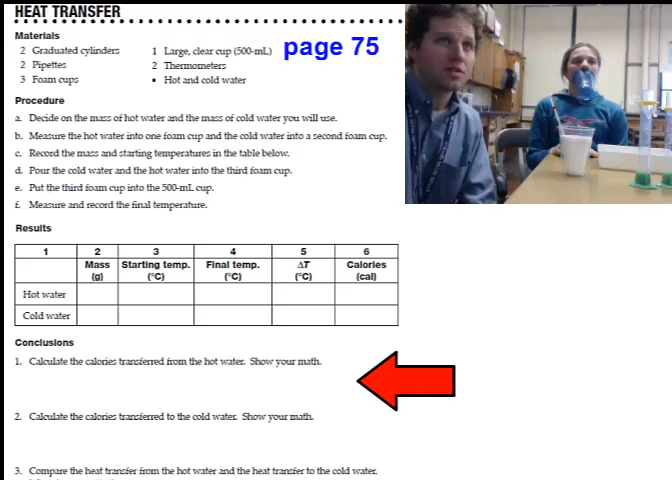 HEAT TRANSFER
Materials
2 Graduated cylinders
2 Pipettes
3 Foam cups
1 Large, clear cup (500-mL)
2 Thermometers
• Hot and cold water
page 75
Procedure
a. Decide on the mass of hot water and the mass of cold water you will use.
b. Measure the hot water into one foam cup and the cold water into a second foam cup.
c. Record the mass and starting temperatures in the table below.
d. Pour the cold water and the hot water into the third foam cup.
e. Put the third foam cup into the 500-mL cup.
f. Measure and record the final temperature.
Results
1 2 3 4 5 6
Mass (g) Starting temp. (°C) Final temp. (°C) ΔT (°C) Calories (cal)
Hot water
Cold water
Conclusions
1. Calculate the calories transferred from the hot water. Show your math.
2. Calculate the calories transferred to the cold water. Show your math.
3. Compare the heat transfer from the hot water and the heat transfer to the cold water.